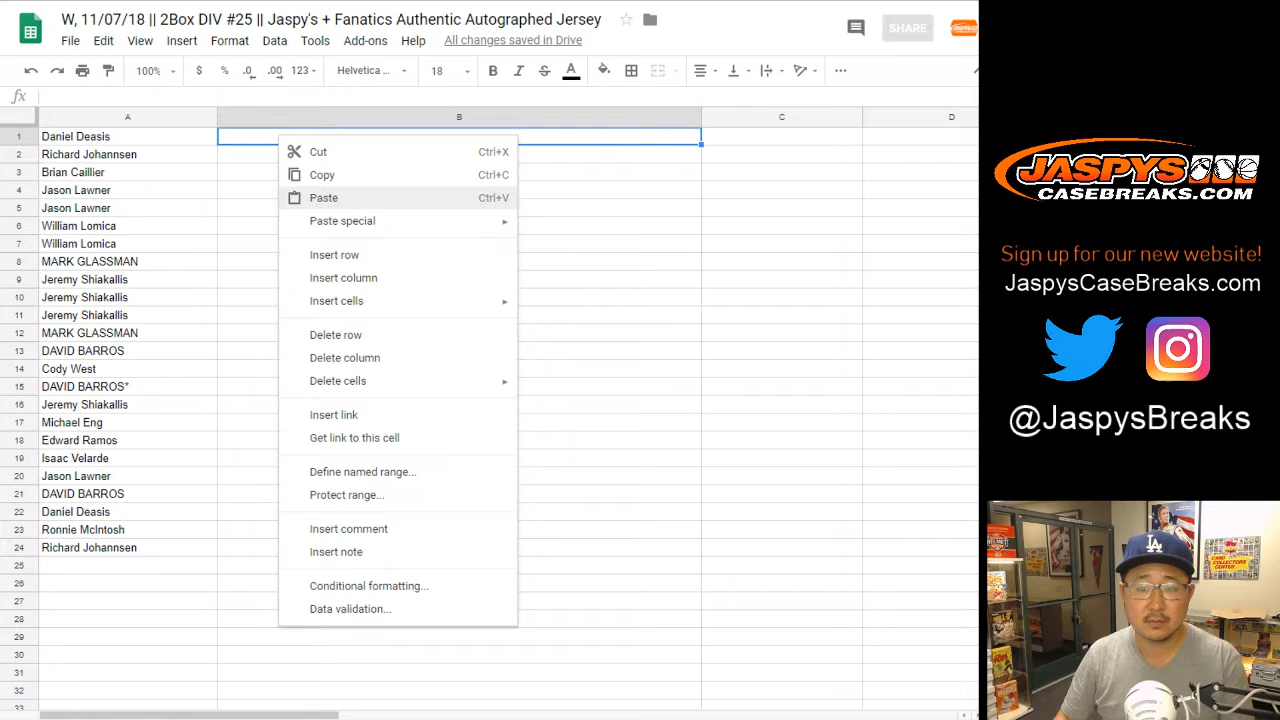 W, 11/07/18 || 2Box DIV #25 || Jaspy's + Fanatics Authentic Autographed Jersey
SHARE
File Edit View Insert Format Data Tools Add-ons Help All changes saved in Drive
100% $ % .0 .00 123 Helvetica ... 18 B I S A
fx
A B C D
1 Daniel Deasis
2 Richard Johannsen
3 Brian Caillier
4 Jason Lawner
5 Jason Lawner
6 William Lomica
7 William Lomica
8 MARK GLASSMAN
9 Jeremy Shiakallis
10 Jeremy Shiakallis
11 Jeremy Shiakallis
12 MARK GLASSMAN
13 DAVID BARROS
14 Cody West
15 DAVID BARROS*
16 Jeremy Shiakallis
17 Michael Eng
18 Edward Ramos
19 Isaac Velarde
20 Jason Lawner
21 DAVID BARROS
22 Daniel Deasis
23 Ronnie McIntosh
24 Richard Johannsen
25
26
27
28
29
30
31
32
33
Cut Ctrl+X
Copy Ctrl+C
Paste Ctrl+V
Paste special
Insert row
Insert column
Insert cells
Delete row
Delete column
Delete cells
Insert link
Get link to this cell
Define named range...
Protect range...
Insert comment
Insert note
Conditional formatting...
Data validation...
JASPYS
CASEBREAKS.COM
Sign up for our new website!
JaspysCaseBreaks.com
@JaspysBreaks
LA